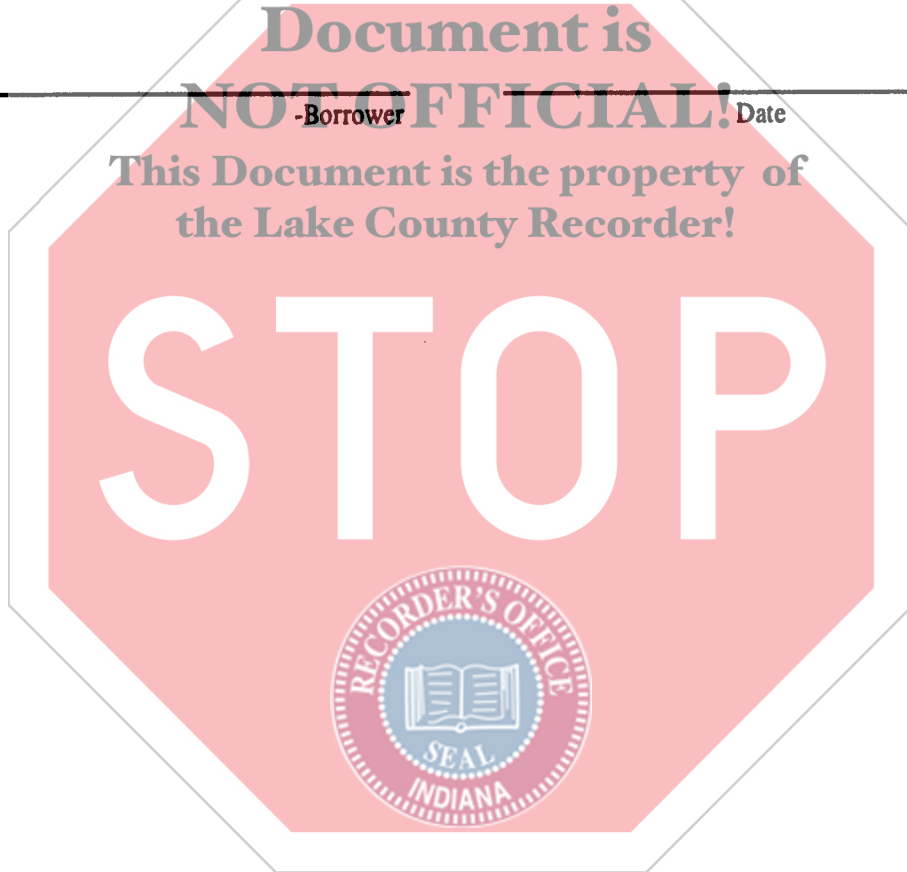 Document is
NOT OFFICIAL!
-Borrower Date
This Document is the property of
the Lake County Recorder!
STOP
RECORDER'S OFFICE
SEAL
INDIANA